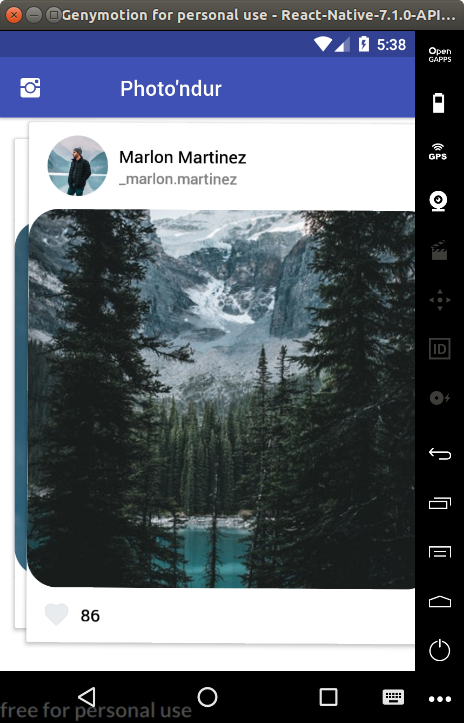 Genymotion for personal use - React-Native-7.1.0-API...
5:38
Open
GAPPS
Photo'ndur
GPS
Marlon Martinez
_marlon.martinez
ID
86
free for personal use